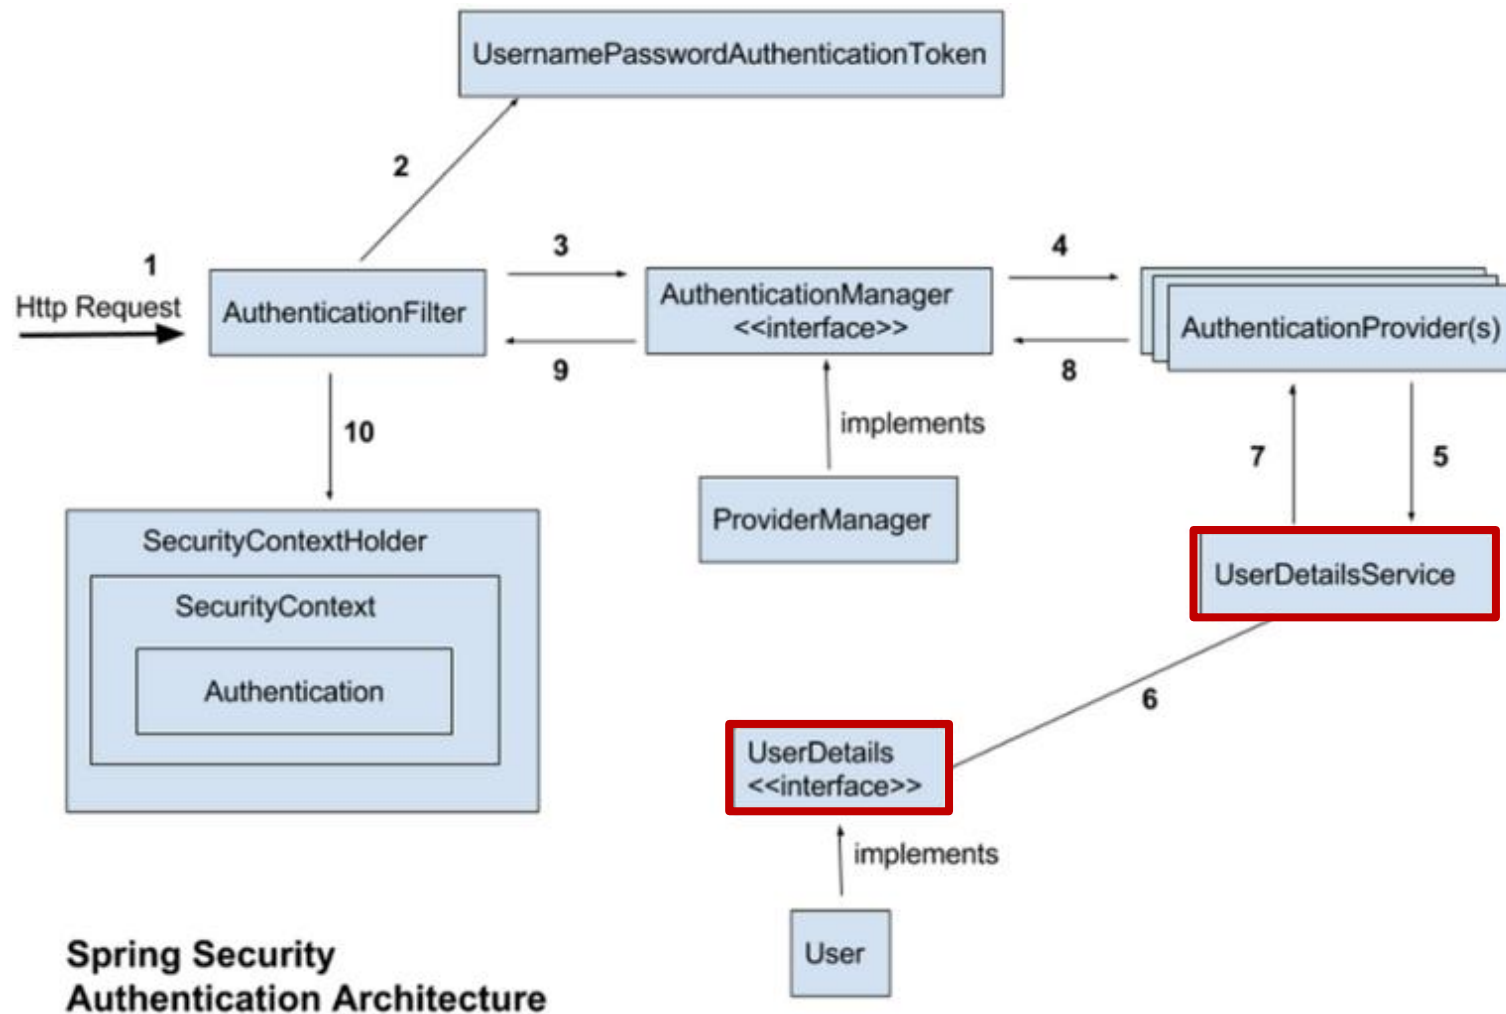 UsernamePasswordAuthenticationToken
2
1
Http Request
AuthenticationFilter
3
AuthenticationManager
<<interface>>
4
AuthenticationProvider(s)
9
8
10
implements
7
5
ProviderManager
SecurityContextHolder
SecurityContext
Authentication
UserDetailsService
6
UserDetails
<<interface>>
implements
User
Spring Security
Authentication Architecture